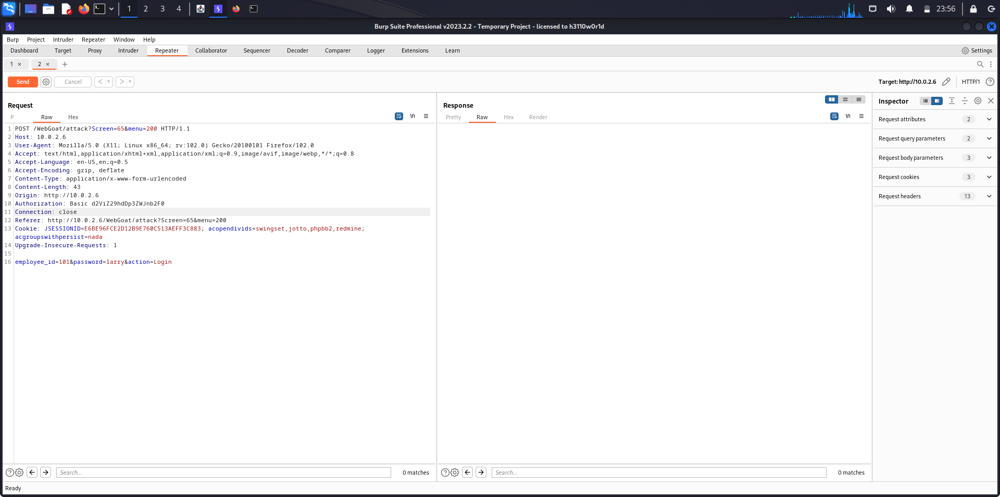 1 2 3 4 23:56
Burp Suite Professional v2023.2.2 - Temporary Project - licensed to h3110w0r1d
Burp Project Intruder Repeater Window Help
Dashboard Target Proxy Intruder Repeater Collaborator Sequencer Decoder Comparer Logger Extensions Learn Settings
1 × 2 × +
Send Cancel < > Target: http://10.0.2.6 HTTP/1 ?
Request
P Raw Hex \n
1 POST /WebGoat/attack?Screen=65&menu=200 HTTP/1.1
2 Host: 10.0.2.6
3 User-Agent: Mozilla/5.0 (X11; Linux x86_64; rv:102.0) Gecko/20100101 Firefox/102.0
4 Accept: text/html,application/xhtml+xml,application/xml;q=0.9,image/avif,image/webp,*/*;q=0.8
5 Accept-Language: en-US,en;q=0.5
6 Accept-Encoding: gzip, deflate
7 Content-Type: application/x-www-form-urlencoded
8 Content-Length: 43
9 Origin: http://10.0.2.6
10 Authorization: Basic d2ViZ29hdDp3ZWJnb2F0
11 Connection: close
12 Referer: http://10.0.2.6/WebGoat/attack?Screen=65&menu=200
13 Cookie: JSESSIONID=E6BE96FCE2D12B9E760C513AEFF3C883; acopendivids=swingset,jotto,phpbb2,redmine;
acgroupswithpersist=nada
14 Upgrade-Insecure-Requests: 1
15
16 employee_id=101&password=larry&action=Login
? Search... 0 matches
Response
Pretty Raw Hex Render \n
? Search... 0 matches
Inspector
Request attributes 2
Request query parameters 2
Request body parameters 3
Request cookies 3
Request headers 13
Ready